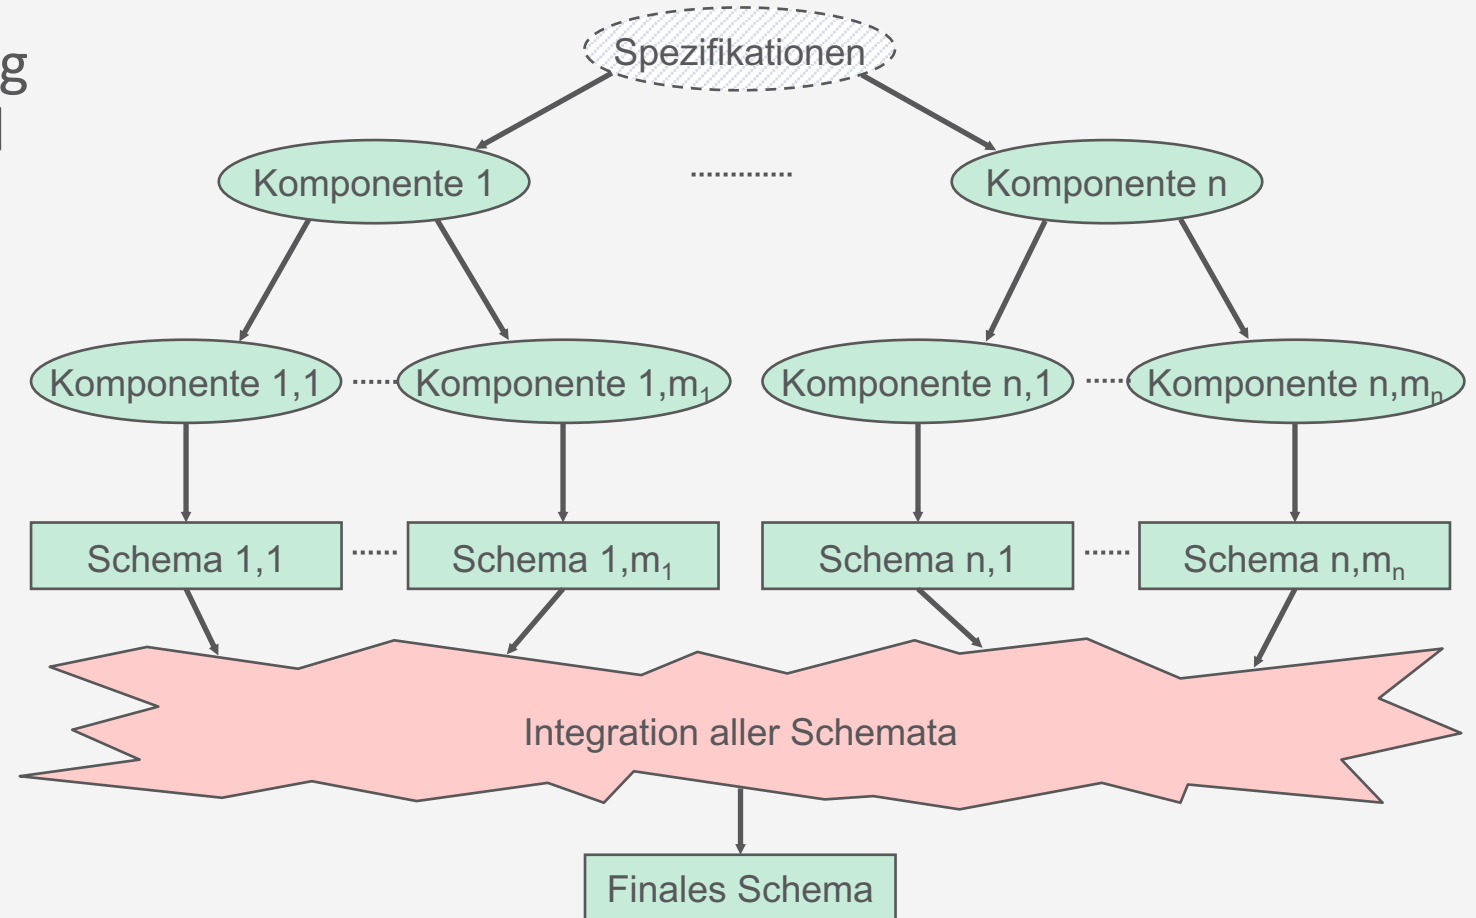 g
Spezifikationen
Komponente 1 ............. Komponente n
Komponente 1,1 ...... Komponente 1,m₁ Komponente n,1 ...... Komponente n,mₙ
Schema 1,1 ...... Schema 1,m₁ Schema n,1 ...... Schema n,mₙ
Integration aller Schemata
Finales Schema